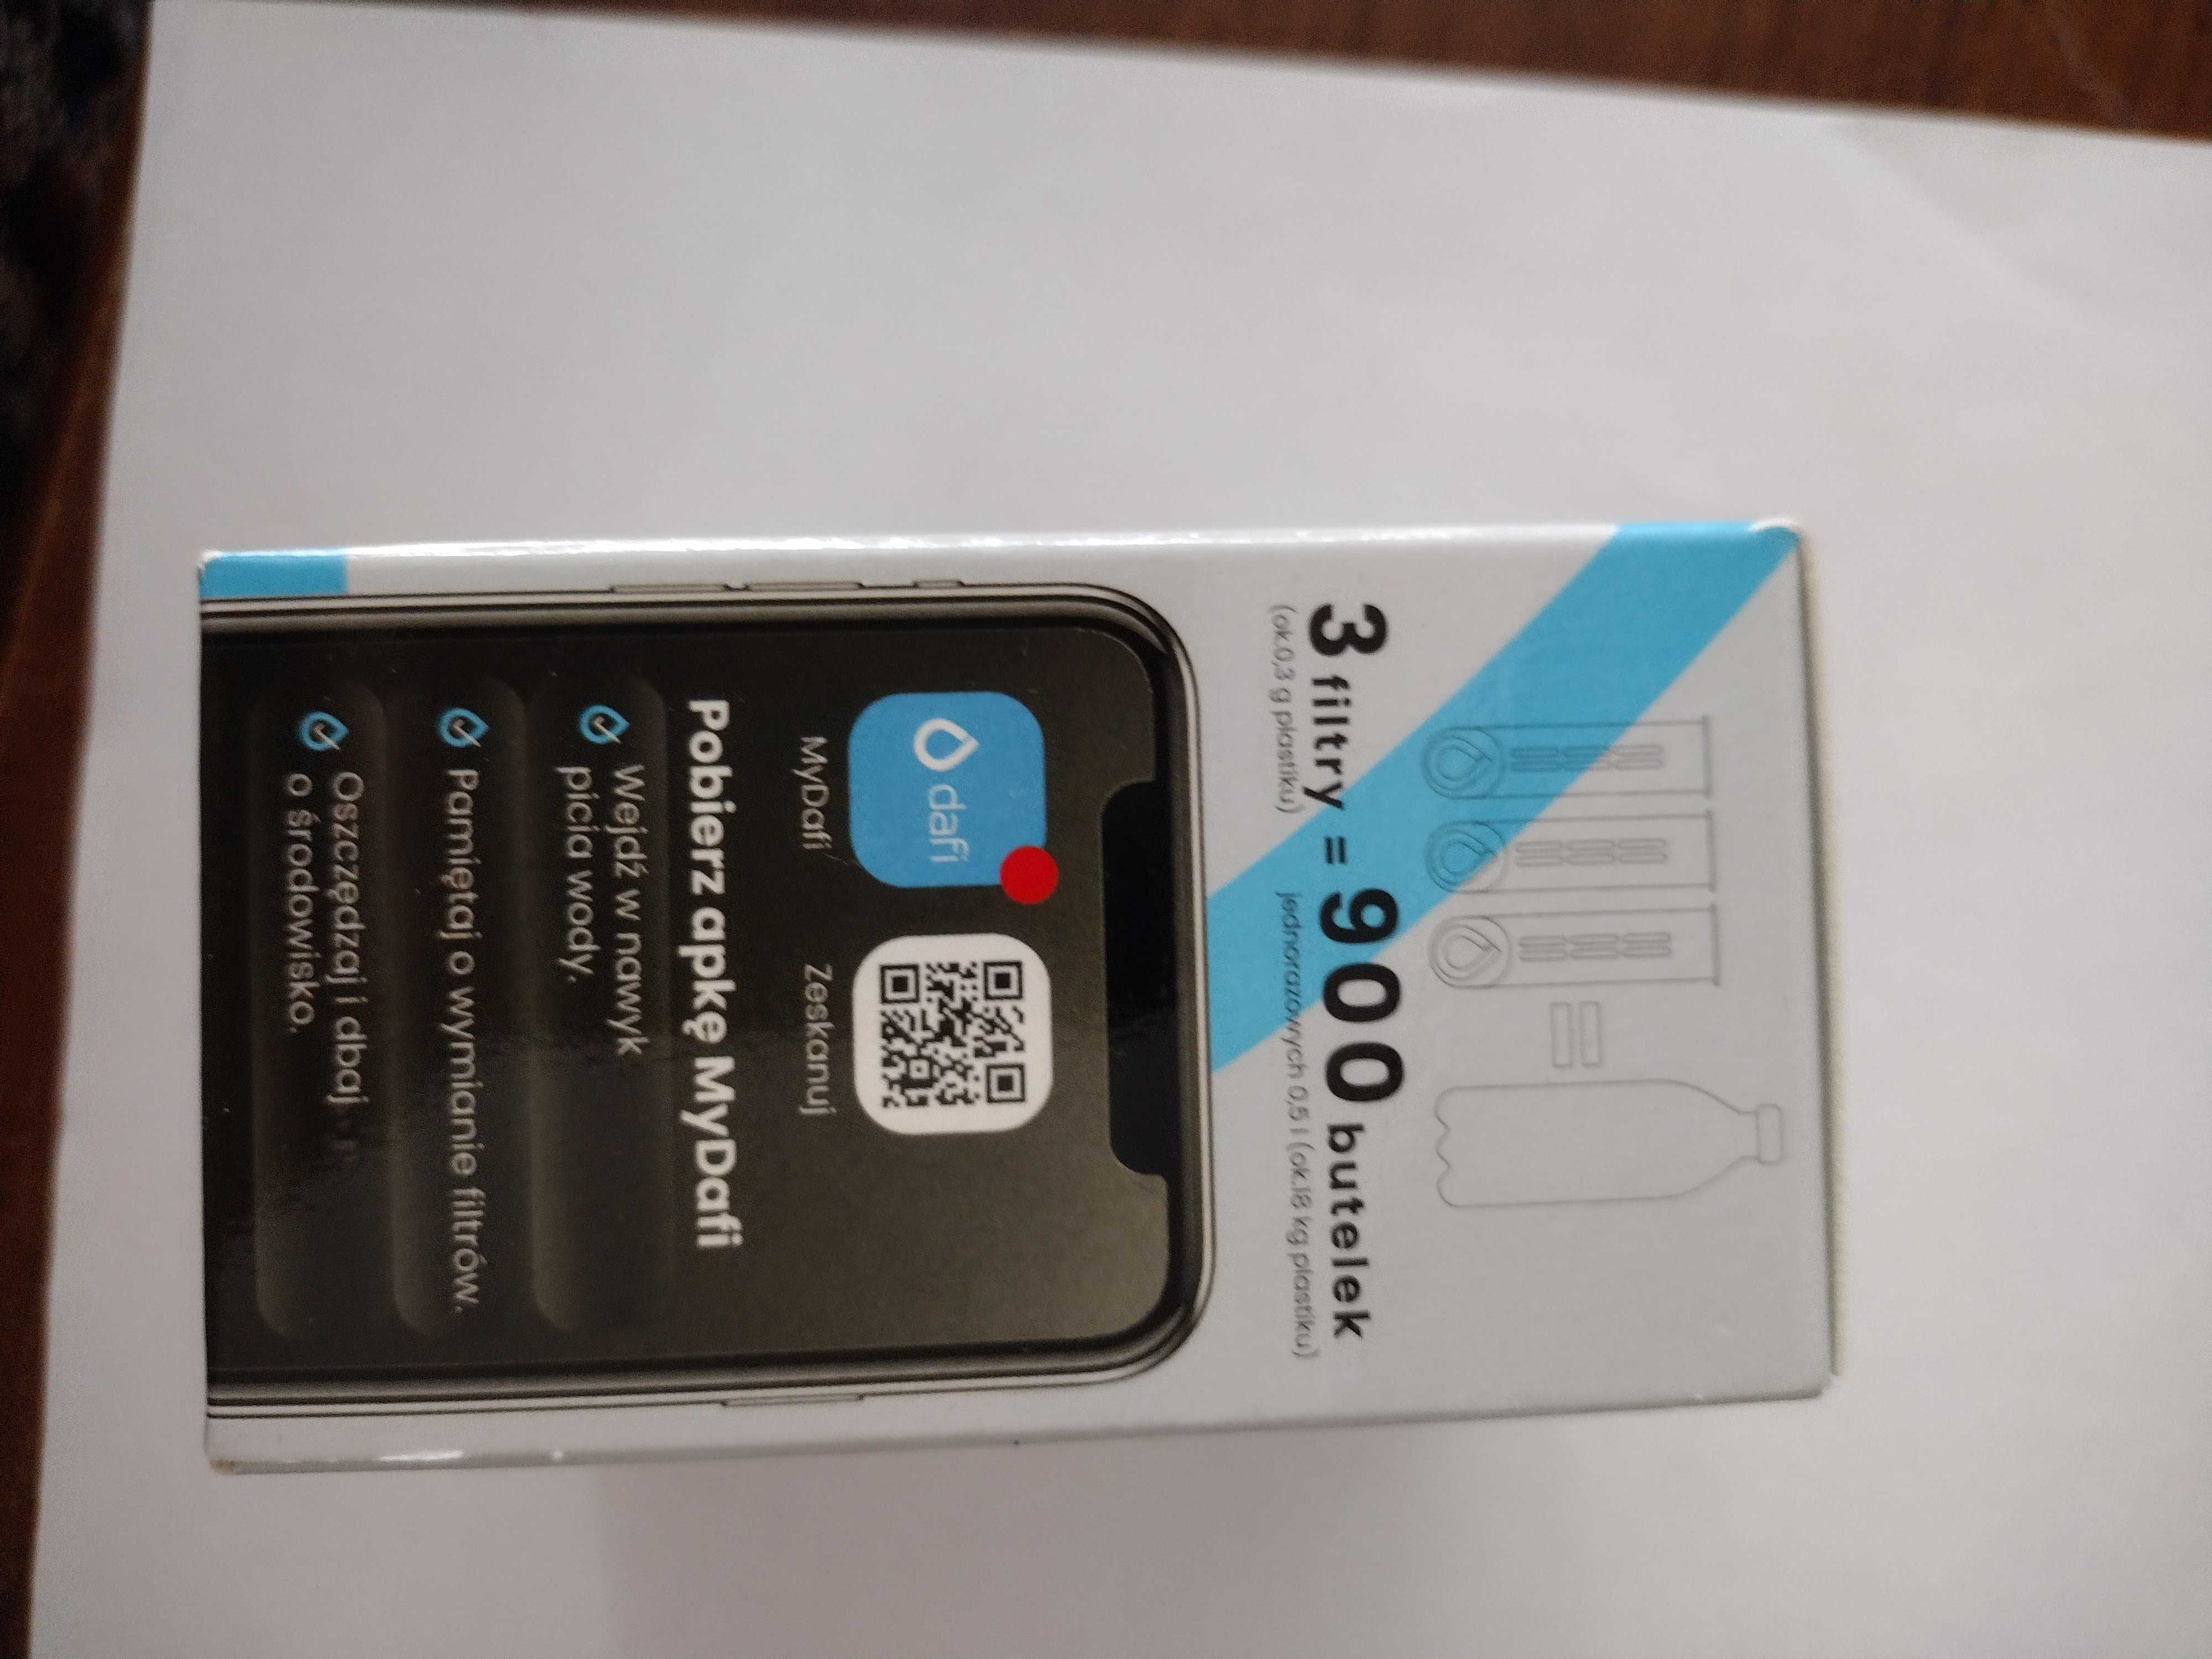 3 filtry = 900 butelek
(ok.0,3 g plastiku) jednorazowych 0,5 l (ok.18 kg plastiku)
dafi
MyDafi Zeskanuj
Pobierz apkę MyDafi
Wejdź w nawyk
picia wody.
Pamiętaj o wymianie filtrów.
Oszczędzaj i dbaj
o środowisko.